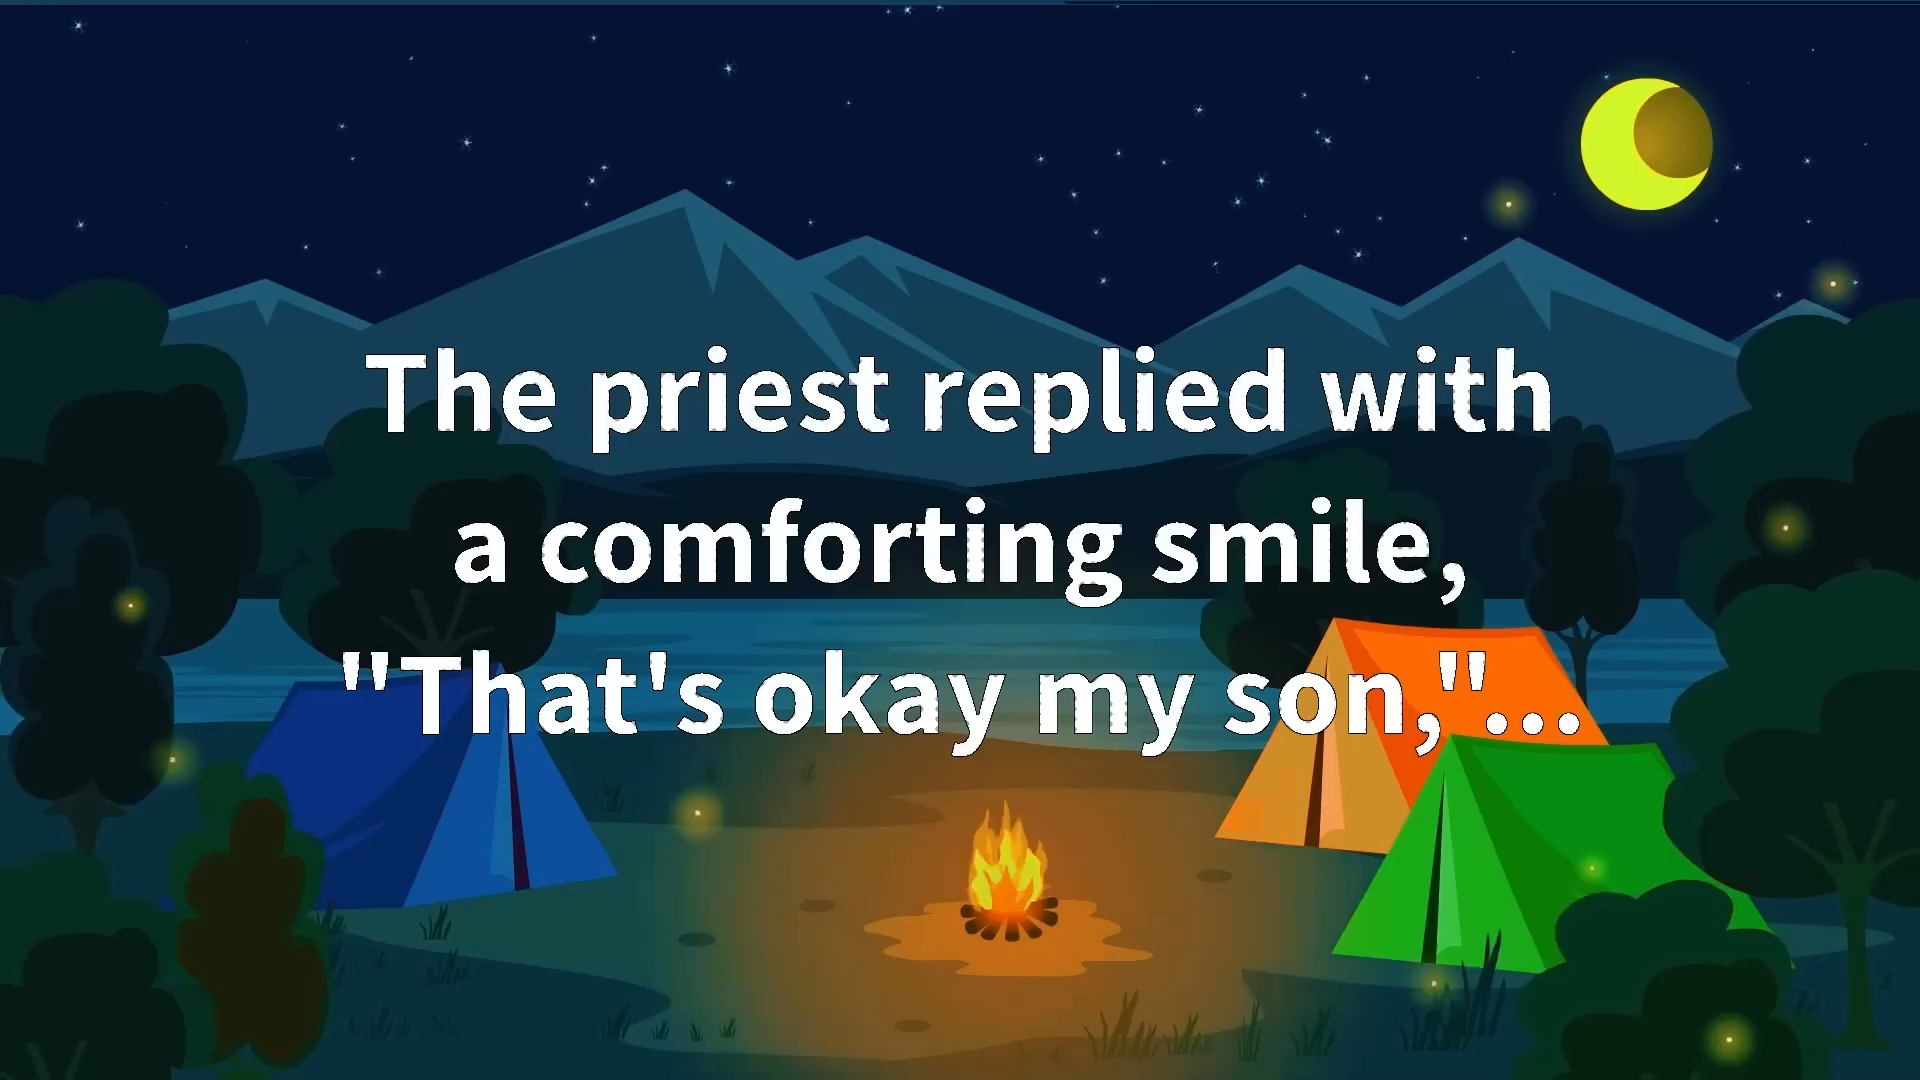 The priest replied with
a comforting smile,
"That's okay my son,"...